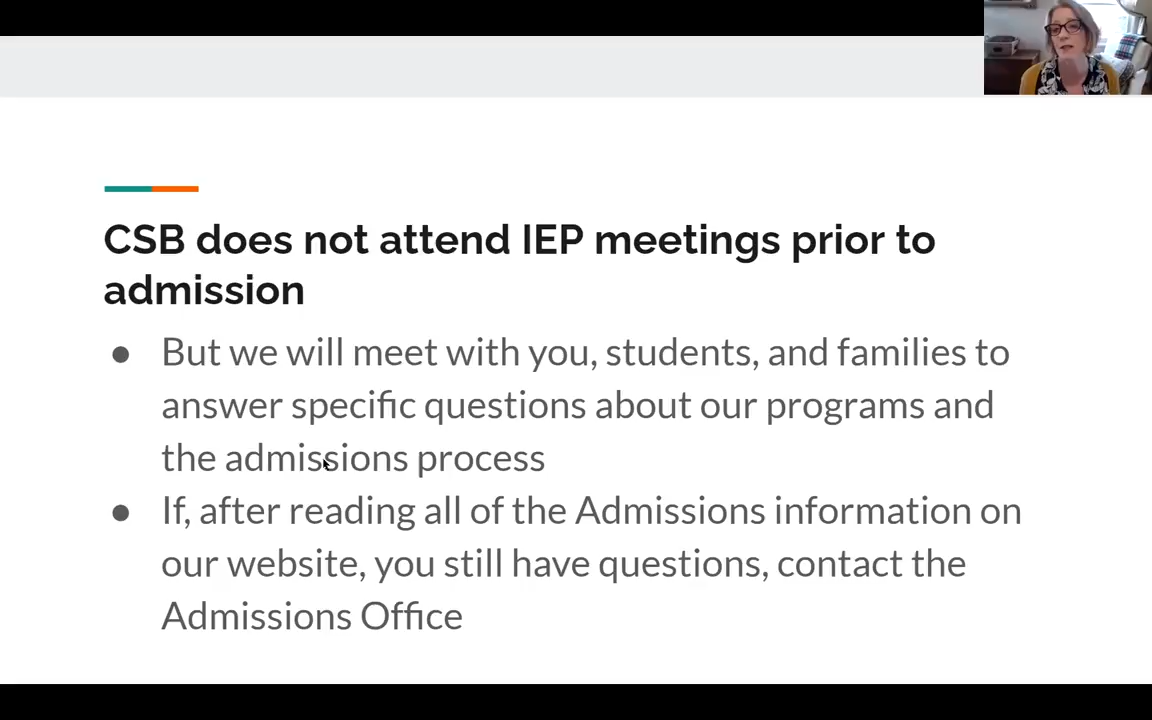 CSB does not attend IEP meetings prior to
admission
● But we will meet with you, students, and families to
answer specific questions about our programs and
the admissions process
● If, after reading all of the Admissions information on
our website, you still have questions, contact the
Admissions Office